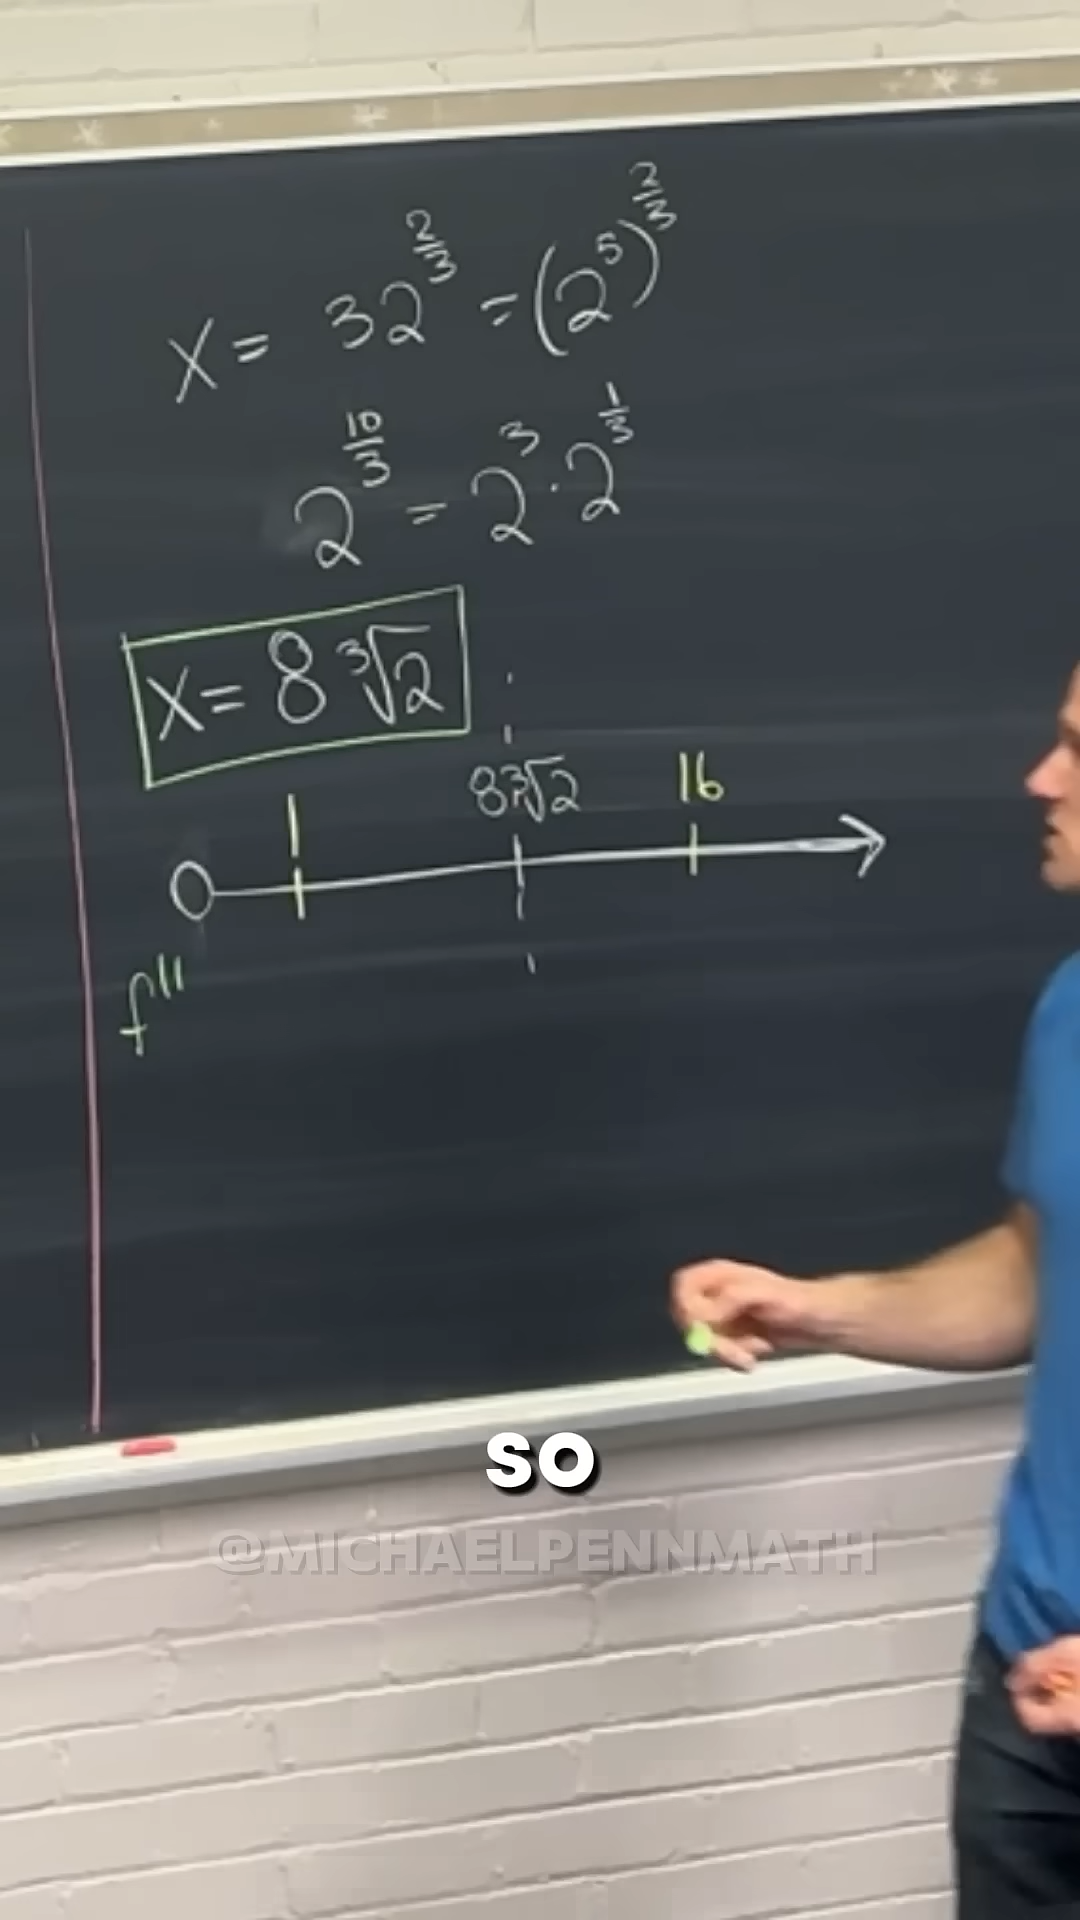 x = 32^(2/3) = (2^5)^(2/3)
2^(10/3) = 2^3 · 2^(1/3)
x = 8 ∛2
1 8∛2 16
0
f''
SO
@MICHAELPENNMATH